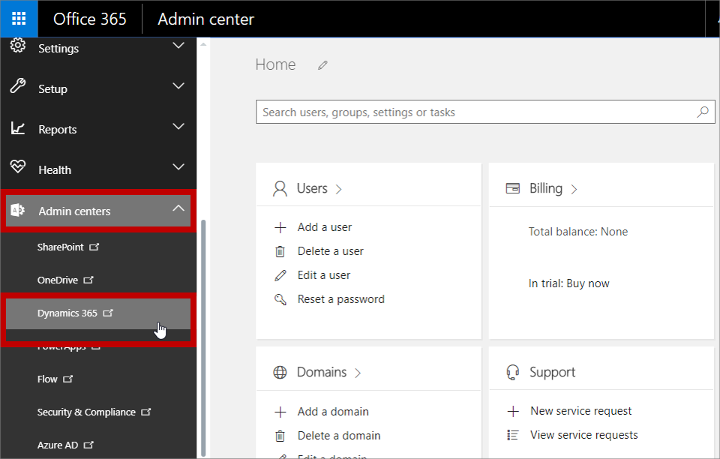 Office 365
Admin center
Settings
Setup
Reports
Health
Admin centers
SharePoint
OneDrive
Dynamics 365
PowerApps
Flow
Security & Compliance
Azure AD
Home
Search users, groups, settings or tasks
Users
Add a user
Delete a user
Edit a user
Reset a password
Billing
Total balance: None
In trial: Buy now
Domains
Add a domain
Delete a domain
Edit a domain
Support
New service request
View service requests